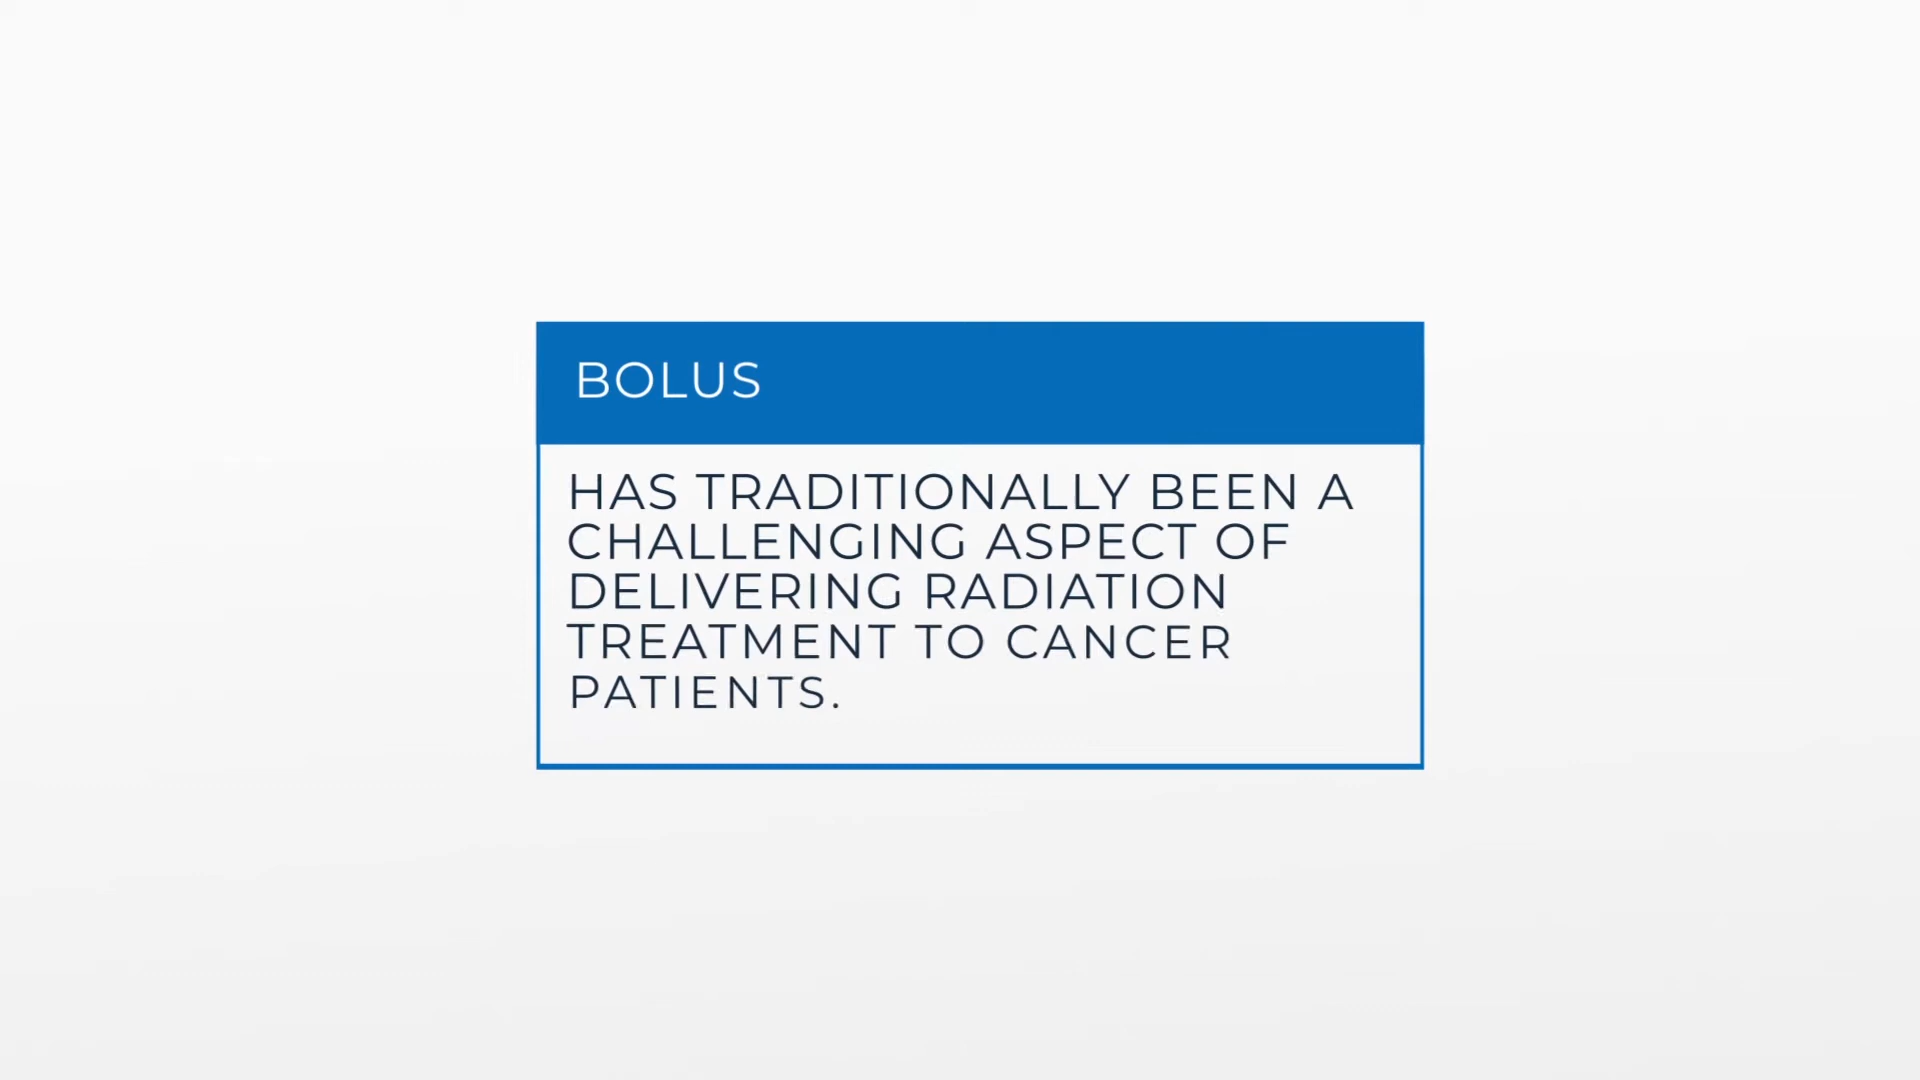 BOLUS
HAS TRADITIONALLY BEEN A
CHALLENGING ASPECT OF
DELIVERING RADIATION
TREATMENT TO CANCER
PATIENTS.